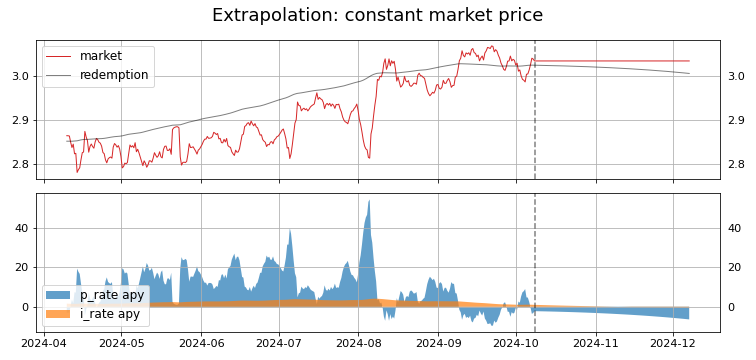 Extrapolation: constant market price
market
redemption
3.0
2.9
2.8
3.0
2.9
2.8
p_rate apy
i_rate apy
40
20
0
40
20
0
2024-04 2024-05 2024-06 2024-07 2024-08 2024-09 2024-10 2024-11 2024-12